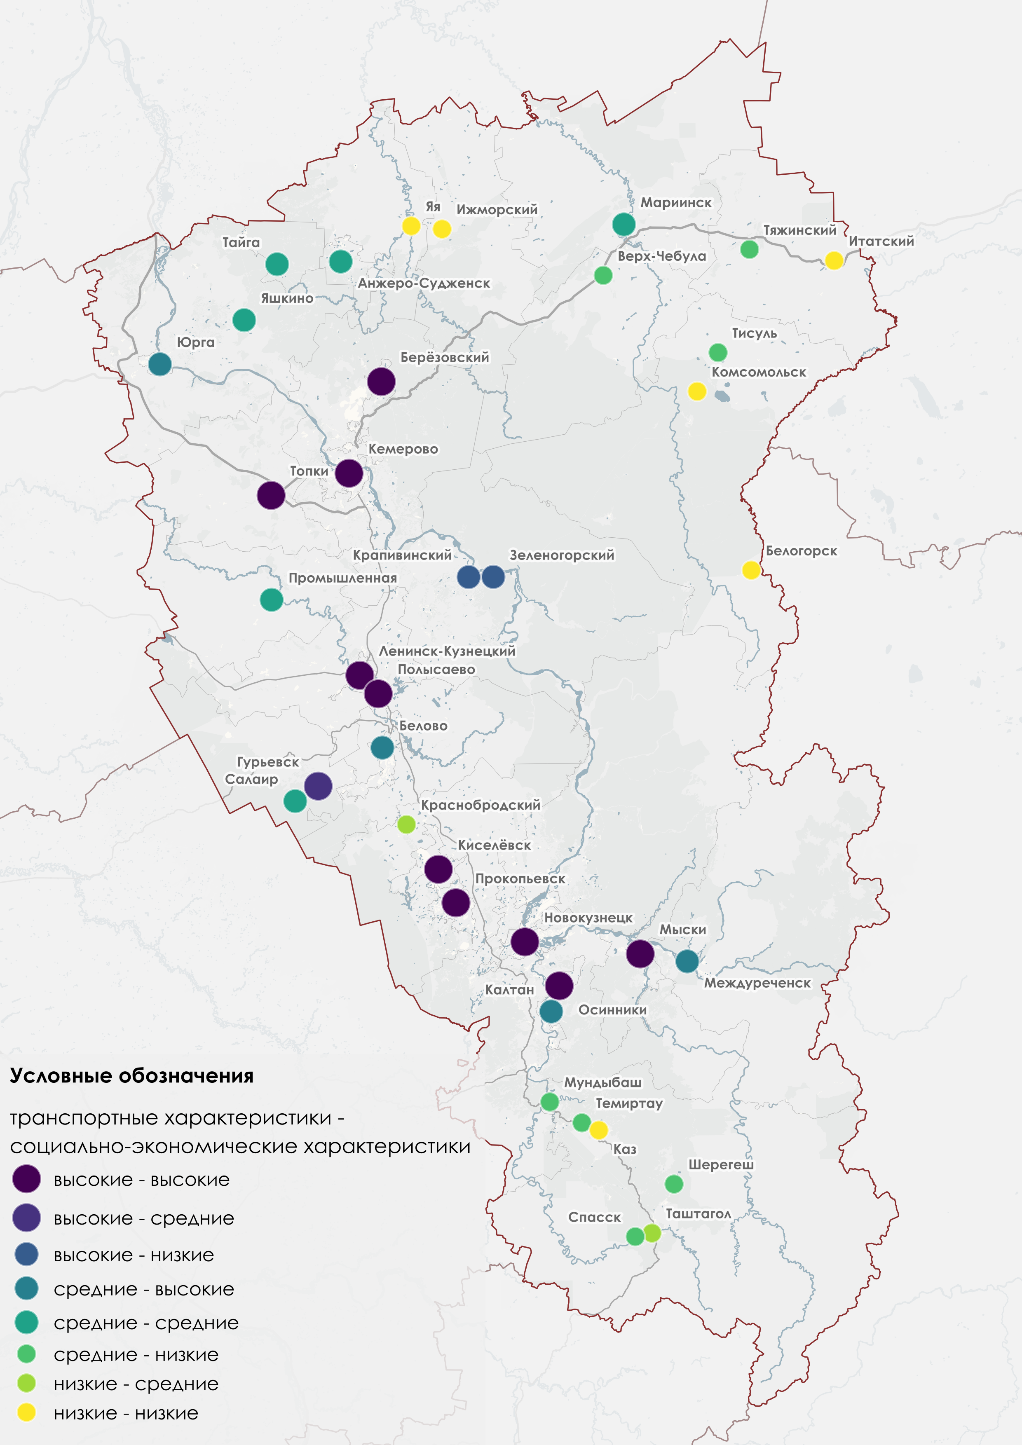 Мариинск
Яя
Ижморский
Тяжинский
Итатский
Тайга
Верх-Чебула
Анжеро-Судженск
Яшкино
Тисуль
Юрга
Берёзовский
Комсомольск
Кемерово
Топки
Белогорск
Крапивинский
Зеленогорский
Промышленная
Ленинск-Кузнецкий
Полысаево
Белово
Гурьевск
Салаир
Краснобродский
Киселёвск
Прокопьевск
Новокузнецк
Мыски
Междуреченск
Калтан
Осинники
Мундыбаш
Темиртау
Каз
Шерегеш
Спасск
Таштагол
Условные обозначения
транспортные характеристики -
социально-экономические характеристики
высокие - высокие
высокие - средние
высокие - низкие
средние - высокие
средние - средние
средние - низкие
низкие - средние
низкие - низкие